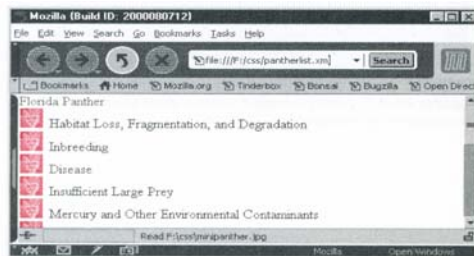 Mozilla (Build ID: 2000080712)
File Edit View Search Go Bookmarks Tasks Help
file:///F:/css/pantherlist.xml Search
Bookmarks Home Mozilla.org Tinderbox Bonsai Bugzilla Open Direc
Florida Panther
Habitat Loss, Fragmentation, and Degradation
Inbreeding
Disease
Insufficient Large Prey
Mercury and Other Environmental Contaminants
Read F:\css\minipanther.jpg
Mozilla OpenWindows